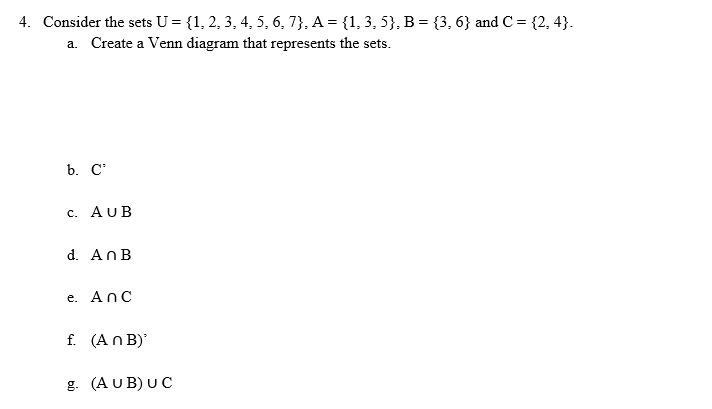 4. Consider the sets U = {1, 2, 3, 4, 5, 6, 7}, A = {1, 3, 5}, B = {3, 6} and C = {2, 4}.
a. Create a Venn diagram that represents the sets.
b. C’
c. A ∪ B
d. A ∩ B
e. A ∩ C
f. (A ∩ B)’
g. (A ∪ B) ∪ C